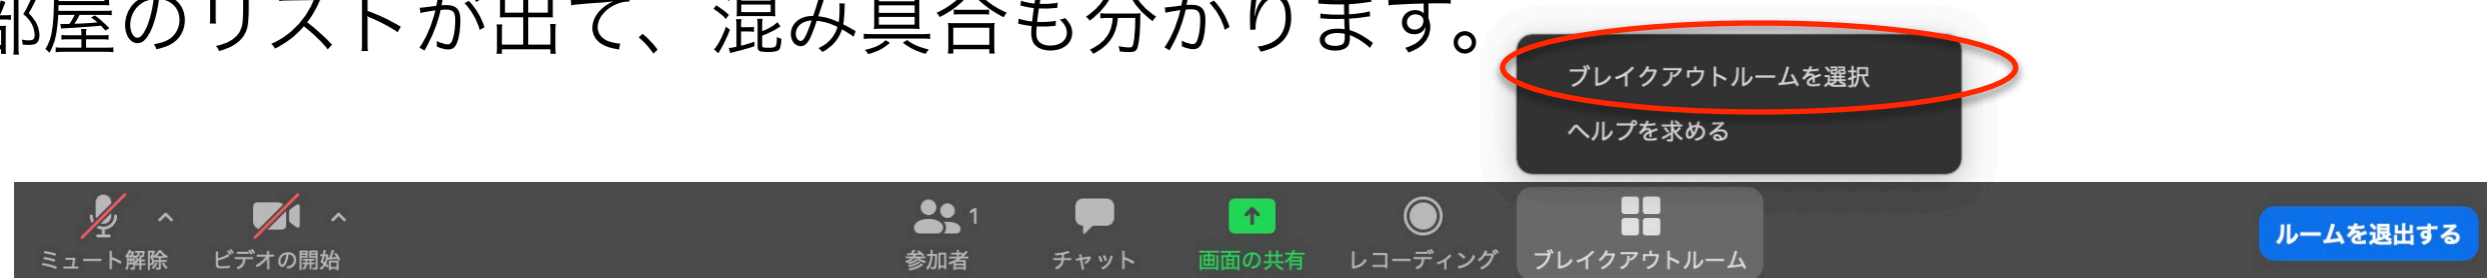 部屋のリストが出て、混み具合も分かります。
ブレイクアウトルームを選択
ヘルプを求める
1
ミュート解除 ビデオの開始 参加者 チャット 画面の共有 レコーディング ブレイクアウトルーム ルームを退出する